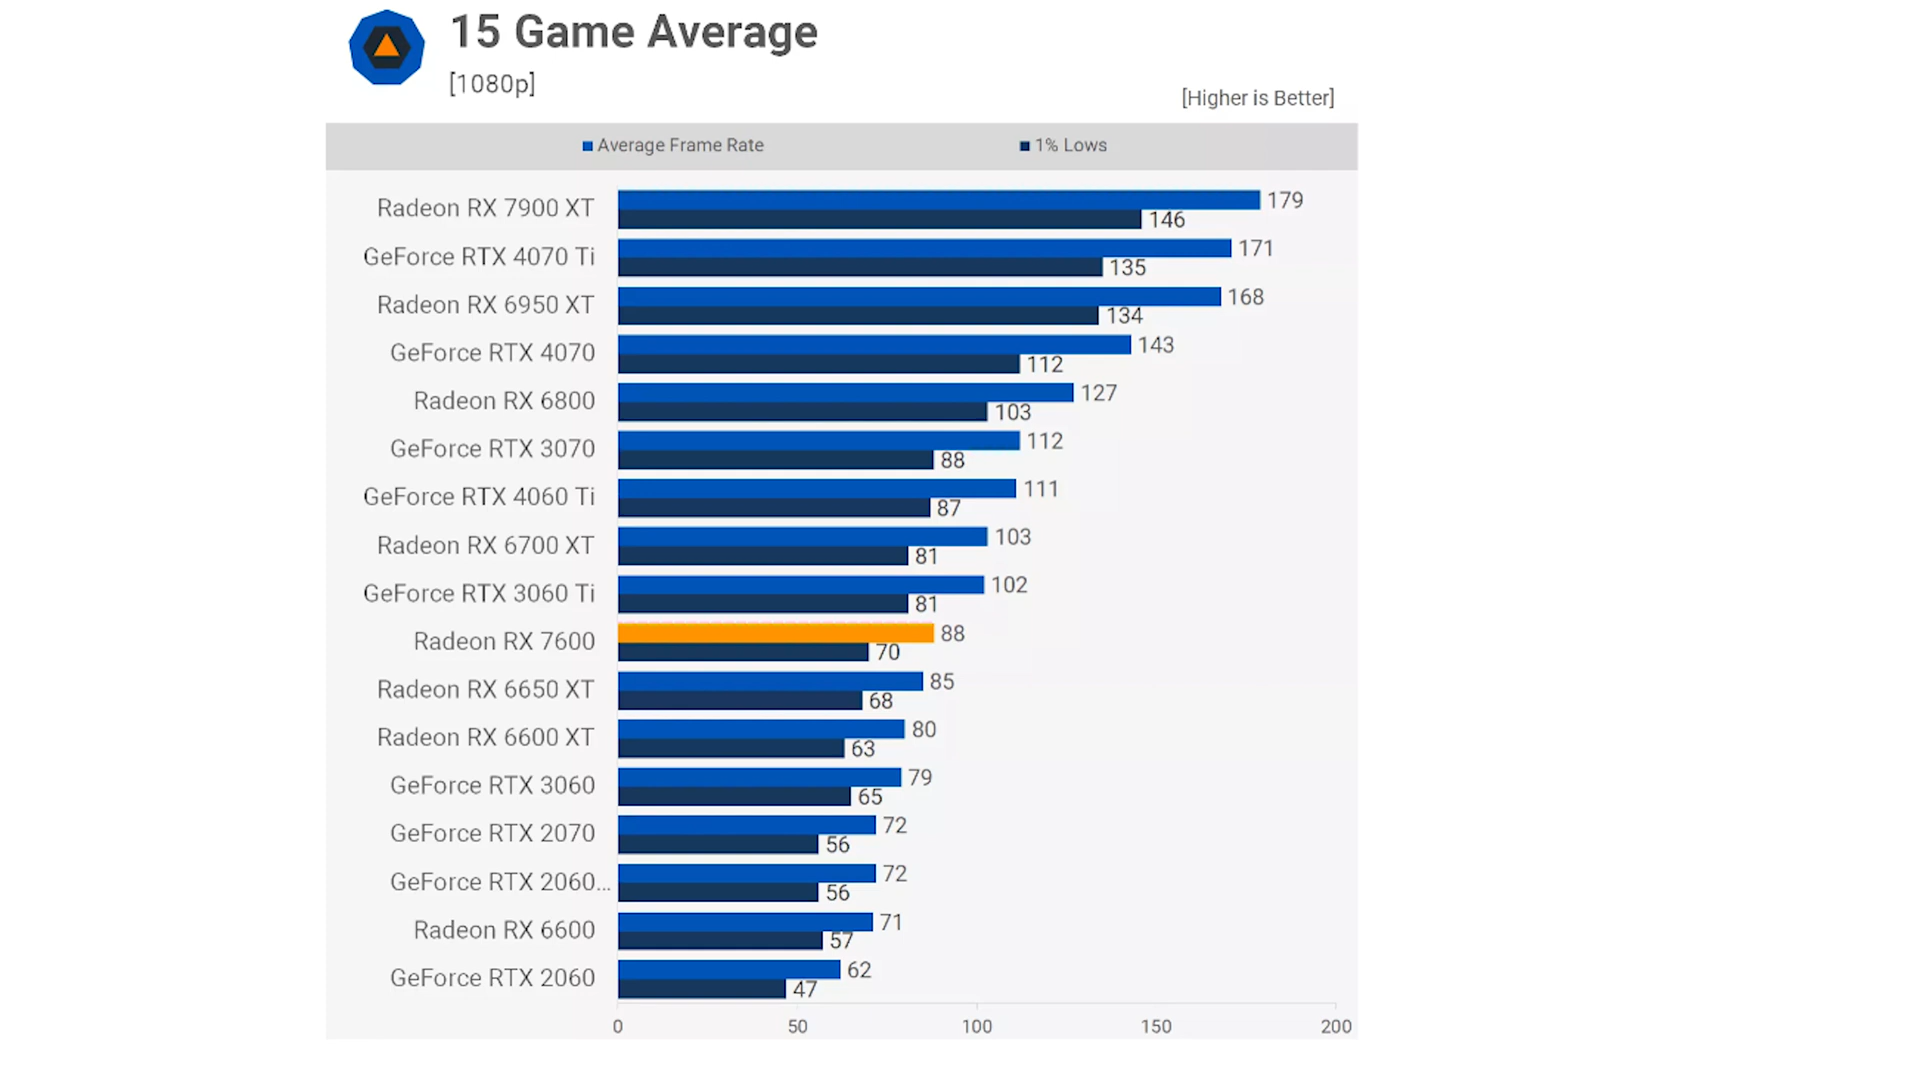 15 Game Average
[1080p]
[Higher is Better]
Average Frame Rate 1% Lows
Radeon RX 7900 XT 179
146
GeForce RTX 4070 Ti 171
135
Radeon RX 6950 XT 168
134
GeForce RTX 4070 143
112
Radeon RX 6800 127
103
GeForce RTX 3070 112
88
GeForce RTX 4060 Ti 111
87
Radeon RX 6700 XT 103
81
GeForce RTX 3060 Ti 102
81
Radeon RX 7600 88
70
Radeon RX 6650 XT 85
68
Radeon RX 6600 XT 80
63
GeForce RTX 3060 79
65
GeForce RTX 2070 72
56
GeForce RTX 2060... 72
56
Radeon RX 6600 71
57
GeForce RTX 2060 62
47
0 50 100 150 200